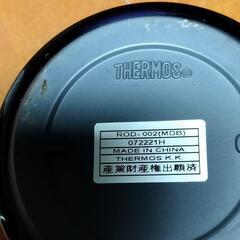 THERMOS
ROD-002(MDB)
072221H
MADE IN CHINA
THERMOS K.K.
産業財産権出願済